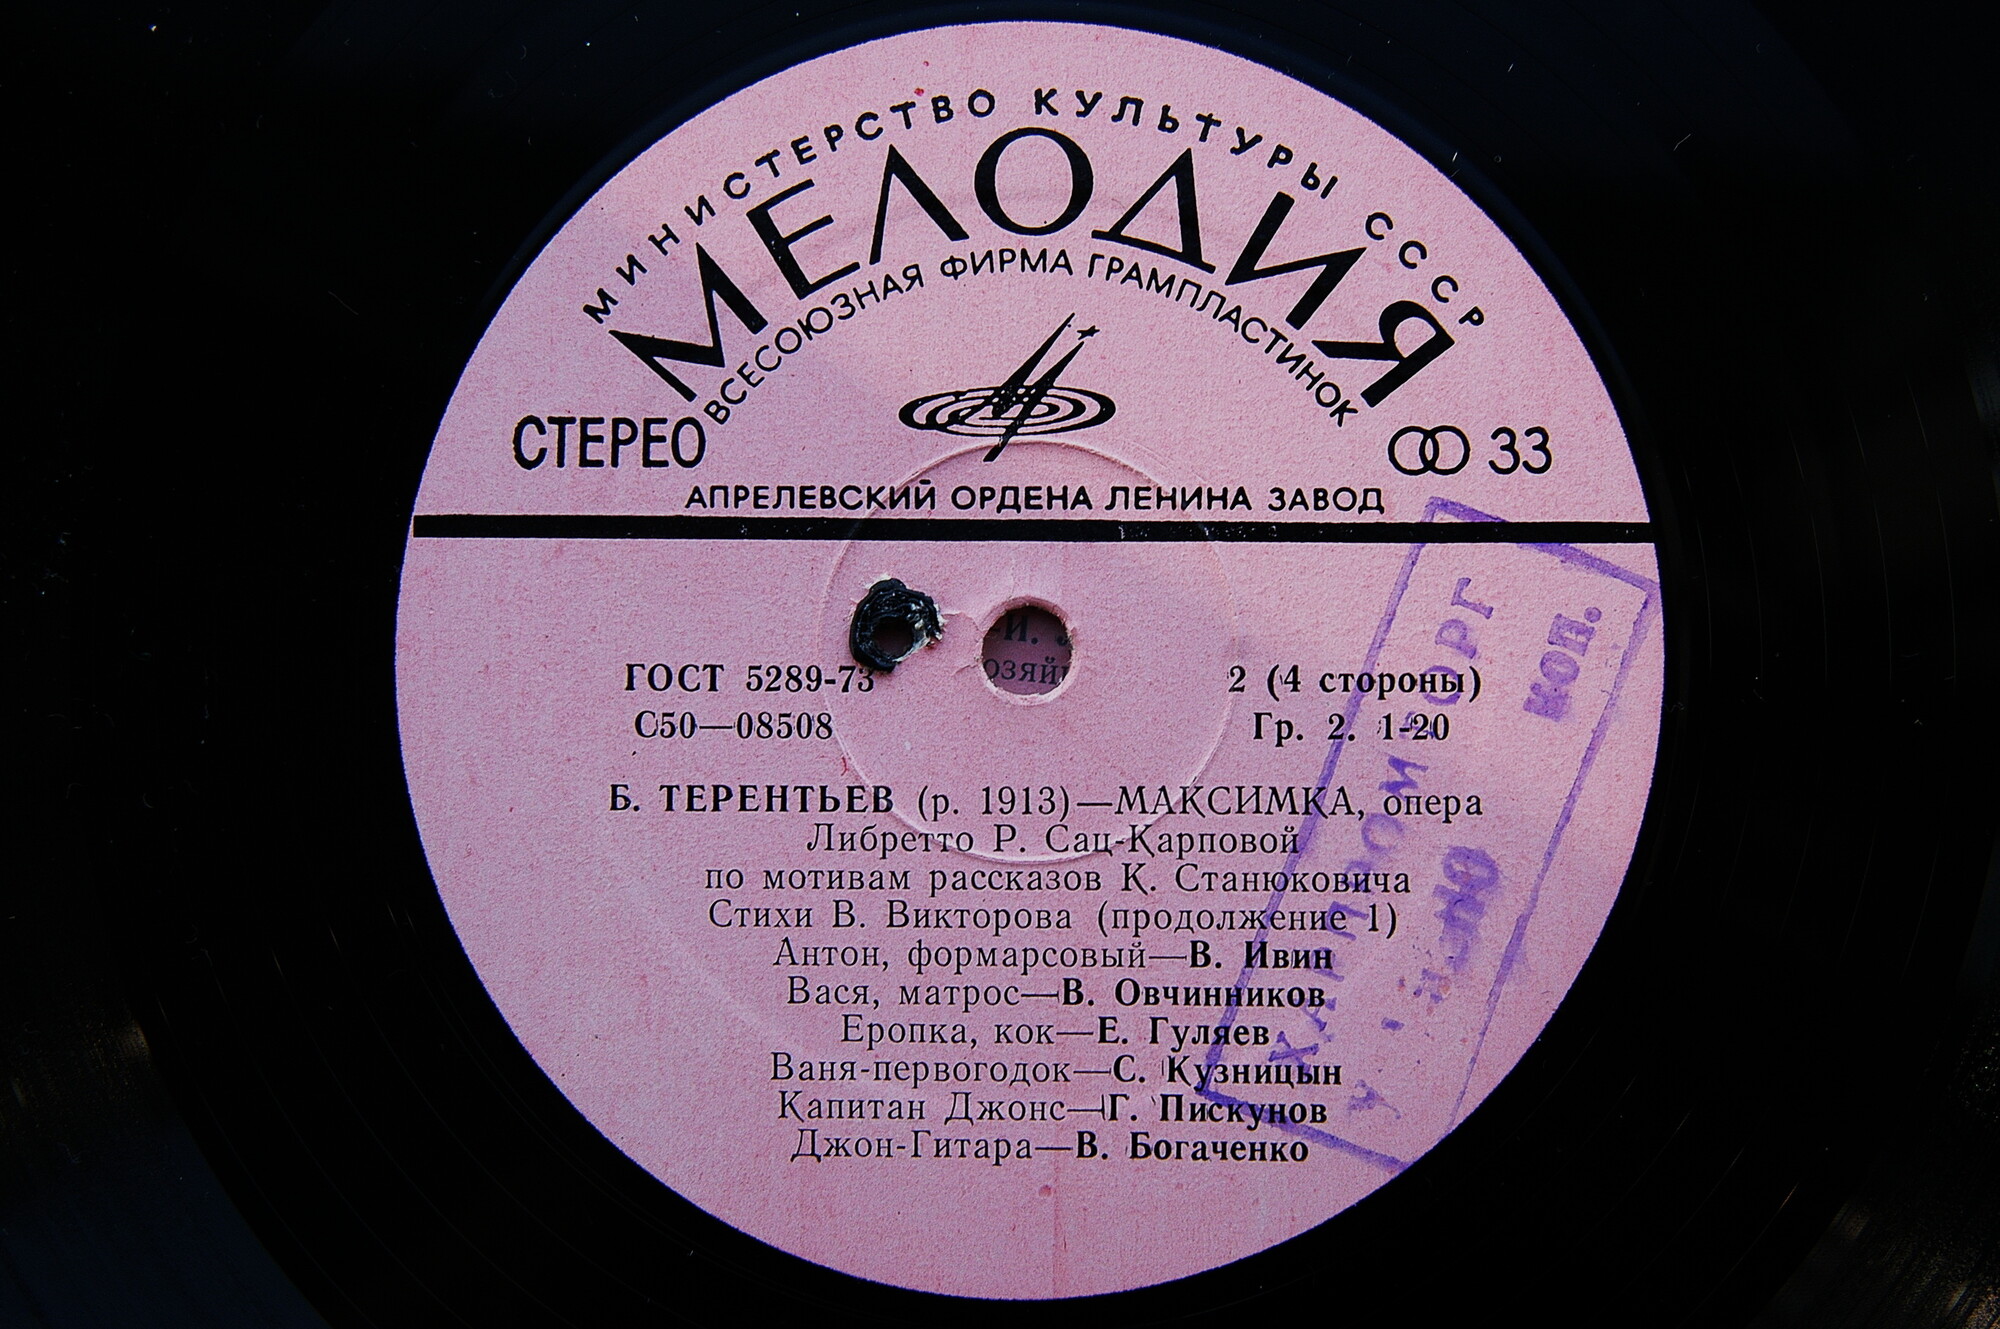 МИНИСТЕРСТВО КУЛЬТУРЫ СССР
МЕЛОДИЯ
ВСЕСОЮЗНАЯ ФИРМА ГРАМПЛАСТИНОК
СТЕРЕО
33
АПРЕЛЕВСКИЙ ОРДЕНА ЛЕНИНА ЗАВОД
ГОСТ 5289-73
2 (4 стороны)
С50—08508
Гр. 2. 1-20
Б. ТЕРЕНТЬЕВ (р. 1913)—МАКСИМКА, опера
Либретто Р. Сац-Карповой
по мотивам рассказов К. Станюковича
Стихи В. Викторова (продолжение 1)
Антон, формарсовый—В. Ивин
Вася, матрос—В. Овчинников
Еропка, кок—Е. Гуляев
Ваня-первогодок—С. Кузницын
Капитан Джонс—Г. Пискунов
Джон-Гитара—В. Богаченко
ХАРПРОМТОРГ
коп.